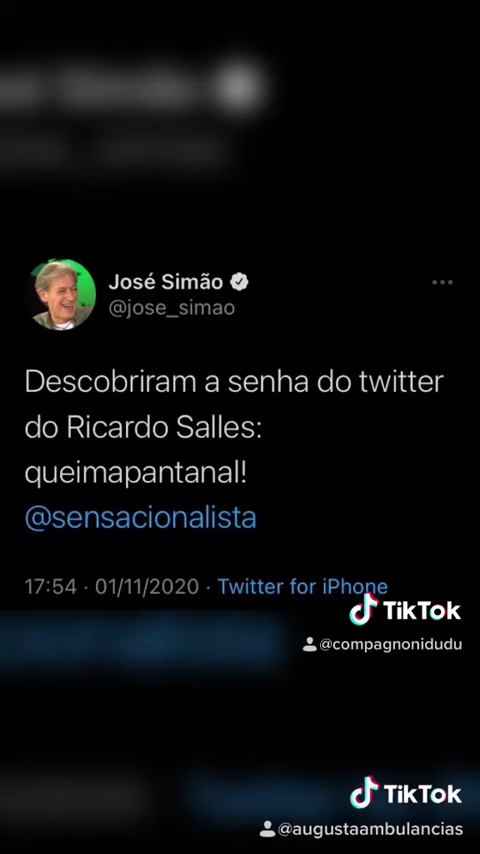 José Simão
@jose_simao
Descobriram a senha do twitter
do Ricardo Salles:
queimapantanal!
@sensacionalista
17:54 · 01/11/2020 · Twitter for iPhone
TikTok
@compagnonidudu
TikTok
@augustaambulancias